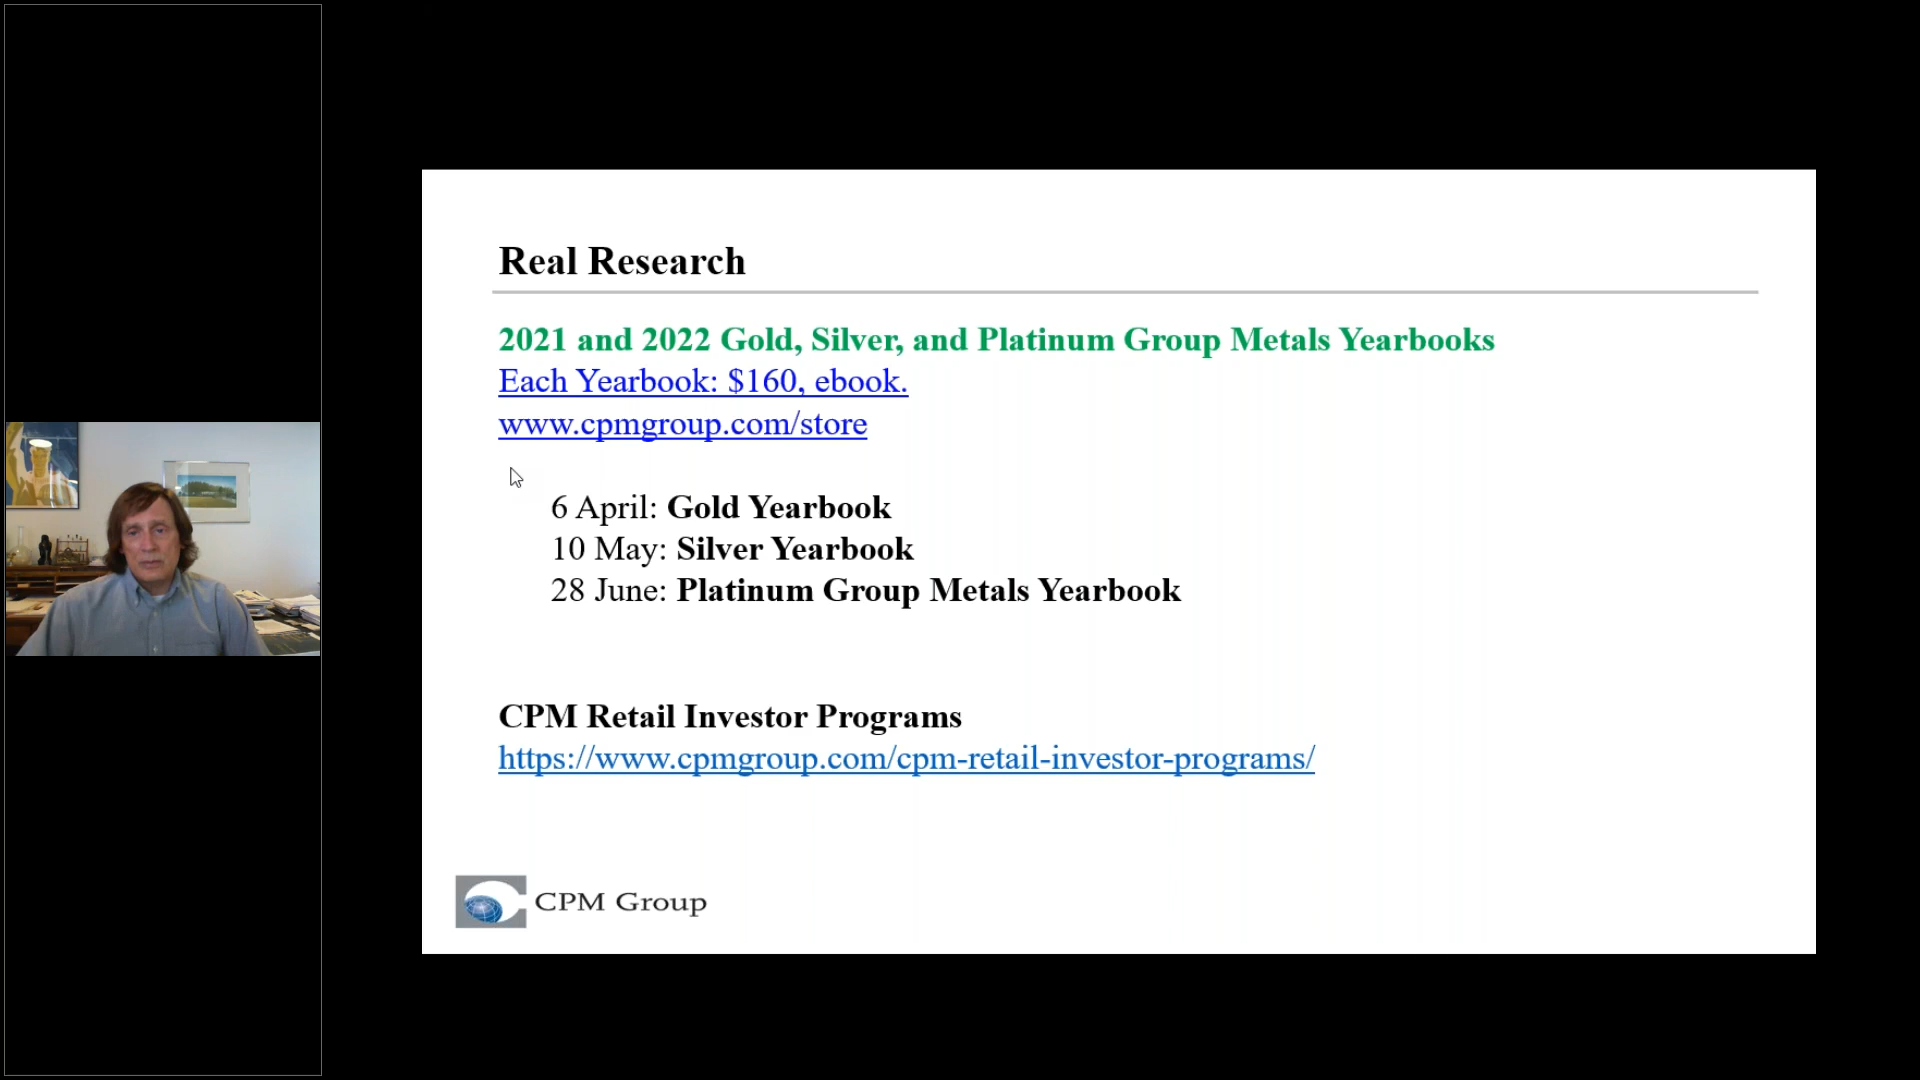 Real Research
2021 and 2022 Gold, Silver, and Platinum Group Metals Yearbooks
Each Yearbook: $160, ebook.
www.cpmgroup.com/store
6 April: Gold Yearbook
10 May: Silver Yearbook
28 June: Platinum Group Metals Yearbook
CPM Retail Investor Programs
https://www.cpmgroup.com/cpm-retail-investor-programs/
CPM Group